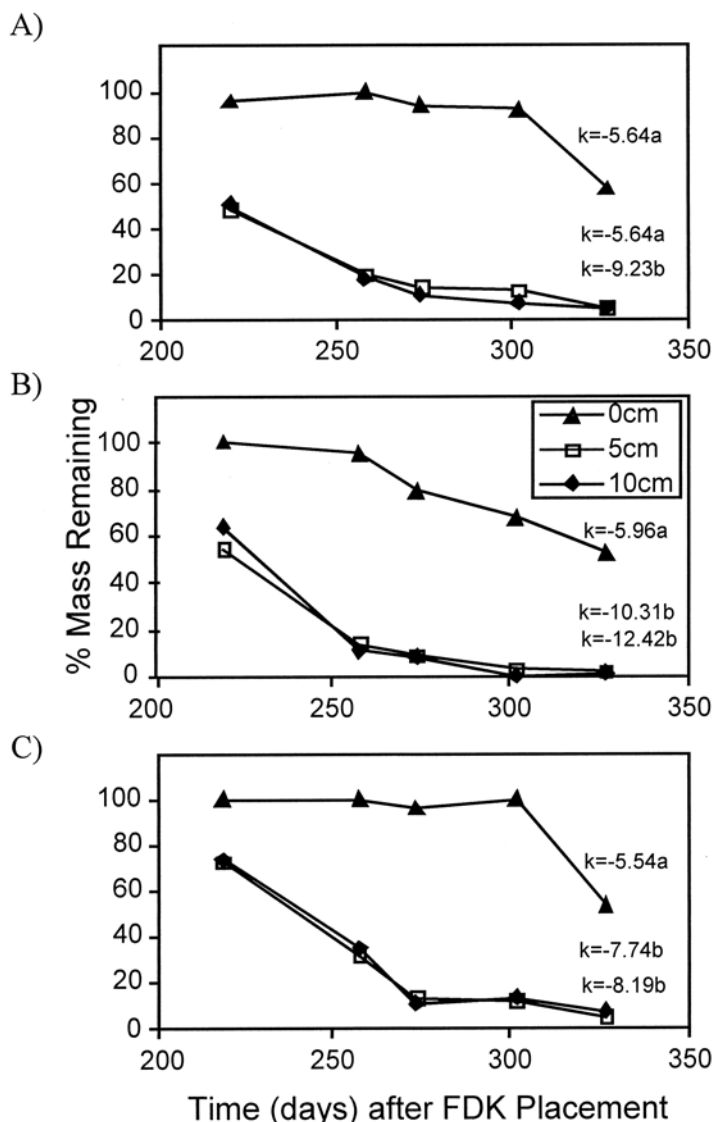 A)
100
80
60
40
20
0
k=-5.64a
k=-5.64a
k=-9.23b
200
250
300
350
B)
% Mass Remaining
100
80
60
40
20
0
0cm
5cm
10cm
k=-5.96a
k=-10.31b
k=-12.42b
200
250
300
350
C)
100
80
60
40
20
0
k=-5.54a
k=-7.74b
k=-8.19b
200
250
300
350
Time (days) after FDK Placement